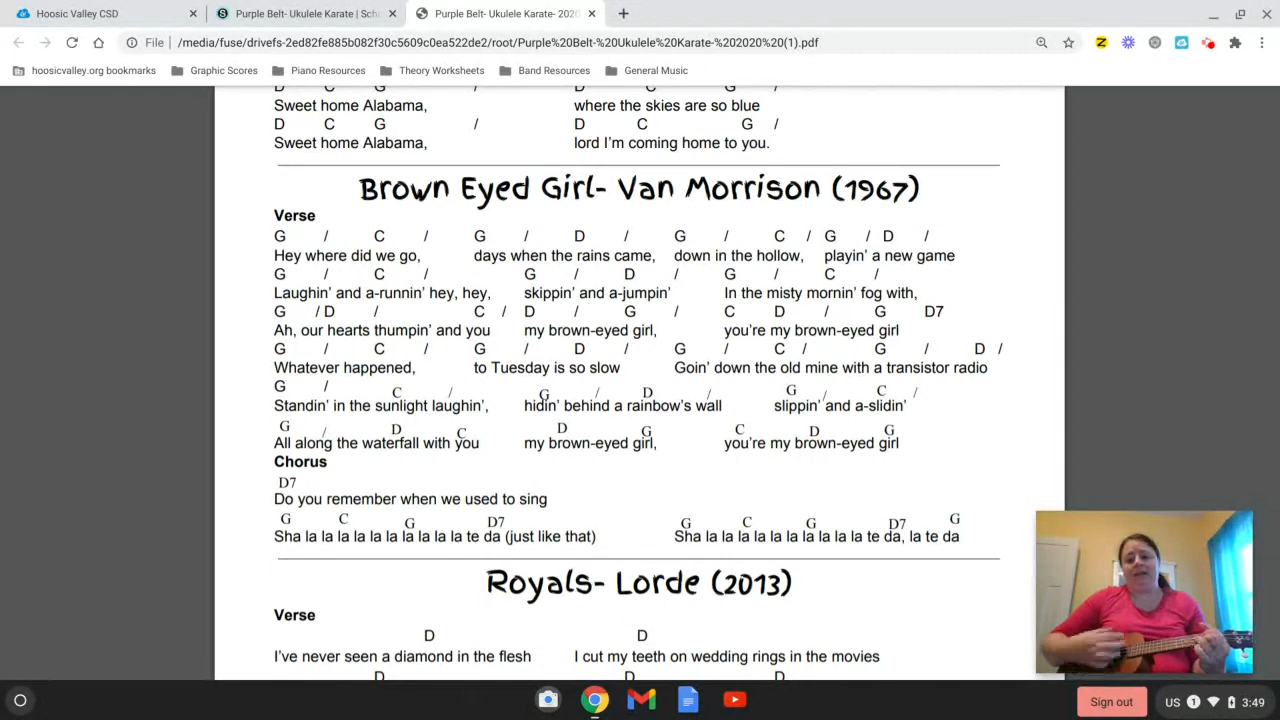 Hoosic Valley CSD
Purple Belt- Ukulele Karate | Sch
Purple Belt- Ukulele Karate- 2020
File | /media/fuse/drivefs-2ed82fe885b082f30c5609c0ea522de2/root/Purple%20Belt-%20Ukulele%20Karate-%202020%20(1).pdf
hoosicvalley.org bookmarks
Graphic Scores
Piano Resources
Theory Worksheets
Band Resources
General Music
D C G / D C G /
Sweet home Alabama, where the skies are so blue
D C G / D C G /
Sweet home Alabama, lord I'm coming home to you.
Brown Eyed Girl- Van Morrison (1967)
Verse
G / C / G / D / G / C / G / D /
Hey where did we go, days when the rains came, down in the hollow, playin' a new game
G / C / G / D / G / C /
Laughin' and a-runnin' hey, hey, skippin' and a-jumpin' In the misty mornin' fog with,
G / D / C / D / G / C D / G D7
Ah, our hearts thumpin' and you my brown-eyed girl, you're my brown-eyed girl
G / C / G / D / G / C / G / D /
Whatever happened, to Tuesday is so slow Goin' down the old mine with a transistor radio
G / C / G / D / G / C /
Standin' in the sunlight laughin', hidin' behind a rainbow's wall slippin' and a-slidin'
G / D C D G C D G
All along the waterfall with you my brown-eyed girl, you're my brown-eyed girl
Chorus
D7
Do you remember when we used to sing
G C G D7 G C G D7 G
Sha la la la la la la la la la la te da (just like that) Sha la la la la la la la la la la te da, la te da
Royals- Lorde (2013)
Verse
D D
I've never seen a diamond in the flesh I cut my teeth on wedding rings in the movies
D D D
Sign out
US 1 3:49